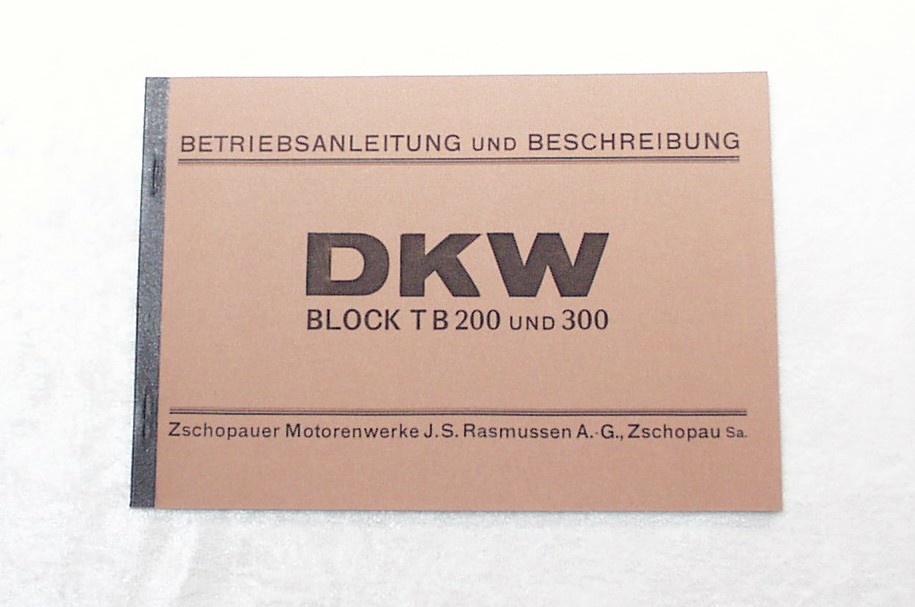 BETRIEBSANLEITUNG UND BESCHREIBUNG
DKW
BLOCK TB 200 UND 300
Zschopauer Motorenwerke J.S. Rasmussen A.-G., Zschopau Sa.